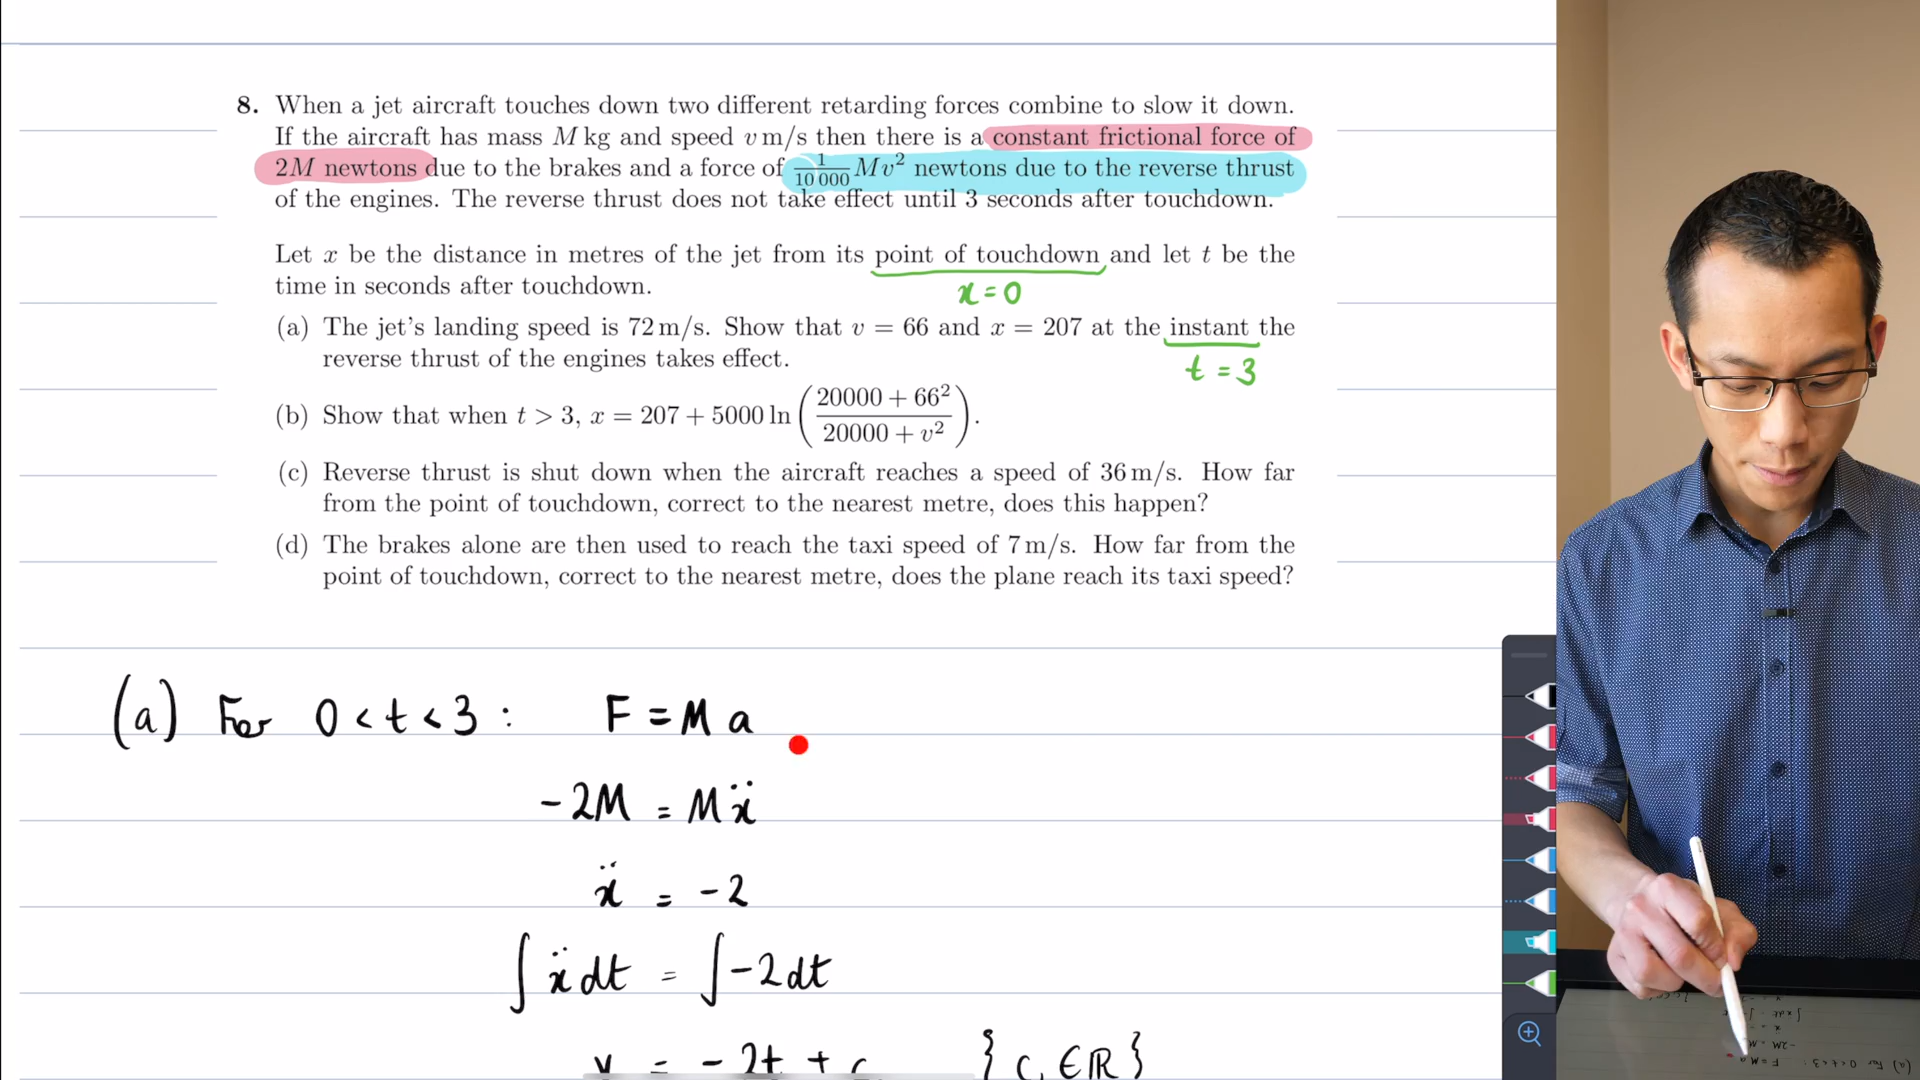 8. When a jet aircraft touches down two different retarding forces combine to slow it down.
If the aircraft has mass M kg and speed v m/s then there is a constant frictional force of
2M newtons due to the brakes and a force of 1/10 000 Mv² newtons due to the reverse thrust
of the engines. The reverse thrust does not take effect until 3 seconds after touchdown.
Let x be the distance in metres of the jet from its point of touchdown and let t be the
time in seconds after touchdown.
x = 0
(a) The jet's landing speed is 72 m/s. Show that v = 66 and x = 207 at the instant the
reverse thrust of the engines takes effect.
t = 3
(b) Show that when t > 3, x = 207 + 5000 ln((20000 + 66²)/(20000 + v²)).
(c) Reverse thrust is shut down when the aircraft reaches a speed of 36 m/s. How far
from the point of touchdown, correct to the nearest metre, does this happen?
(d) The brakes alone are then used to reach the taxi speed of 7 m/s. How far from the
point of touchdown, correct to the nearest metre, does the plane reach its taxi speed?
(a) For 0 < t < 3 : F = M a
-2M = Mẍ
ẍ = -2
∫ ẍ dt = ∫ -2 dt
v = -2t + c {c, ∈ ℝ}